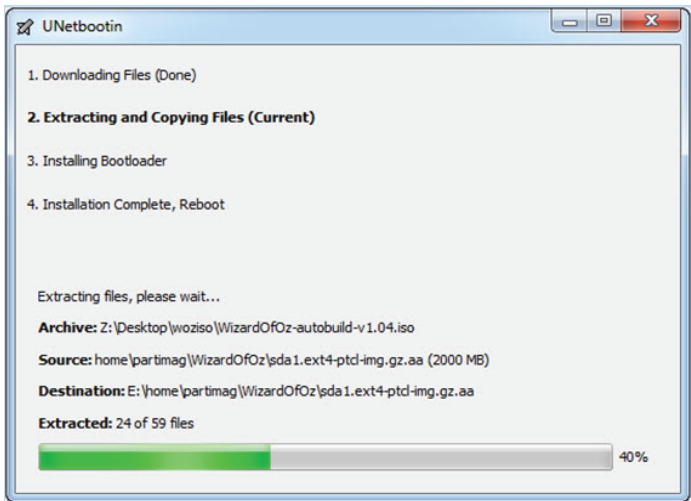 UNetbootin
1. Downloading Files (Done)
2. Extracting and Copying Files (Current)
3. Installing Bootloader
4. Installation Complete, Reboot
Extracting files, please wait...
Archive: Z:\Desktop\woziso\WizardOfOz-autobuild-v1.04.iso
Source: home\partimag\WizardOfOz\sda1.ext4-ptcl-img.gz.aa (2000 MB)
Destination: E:\home\partimag\WizardOfOz\sda1.ext4-ptcl-img.gz.aa
Extracted: 24 of 59 files
40%